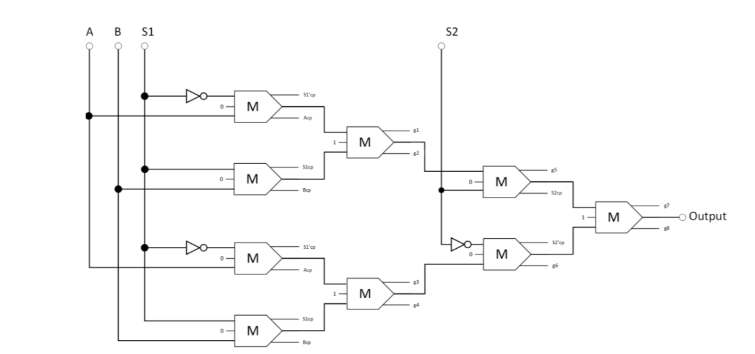 A B S1 S2
S1'cp
M
0
Acp
g1
M
1
g2
S1cp
M
0
Bcp
g5
M
0
S2cp
g7
M
1
Output
g8
S1'cp
M
0
Acp
S2'cp
M
0
g6
g3
M
1
g4
S1cp
M
0
Bcp